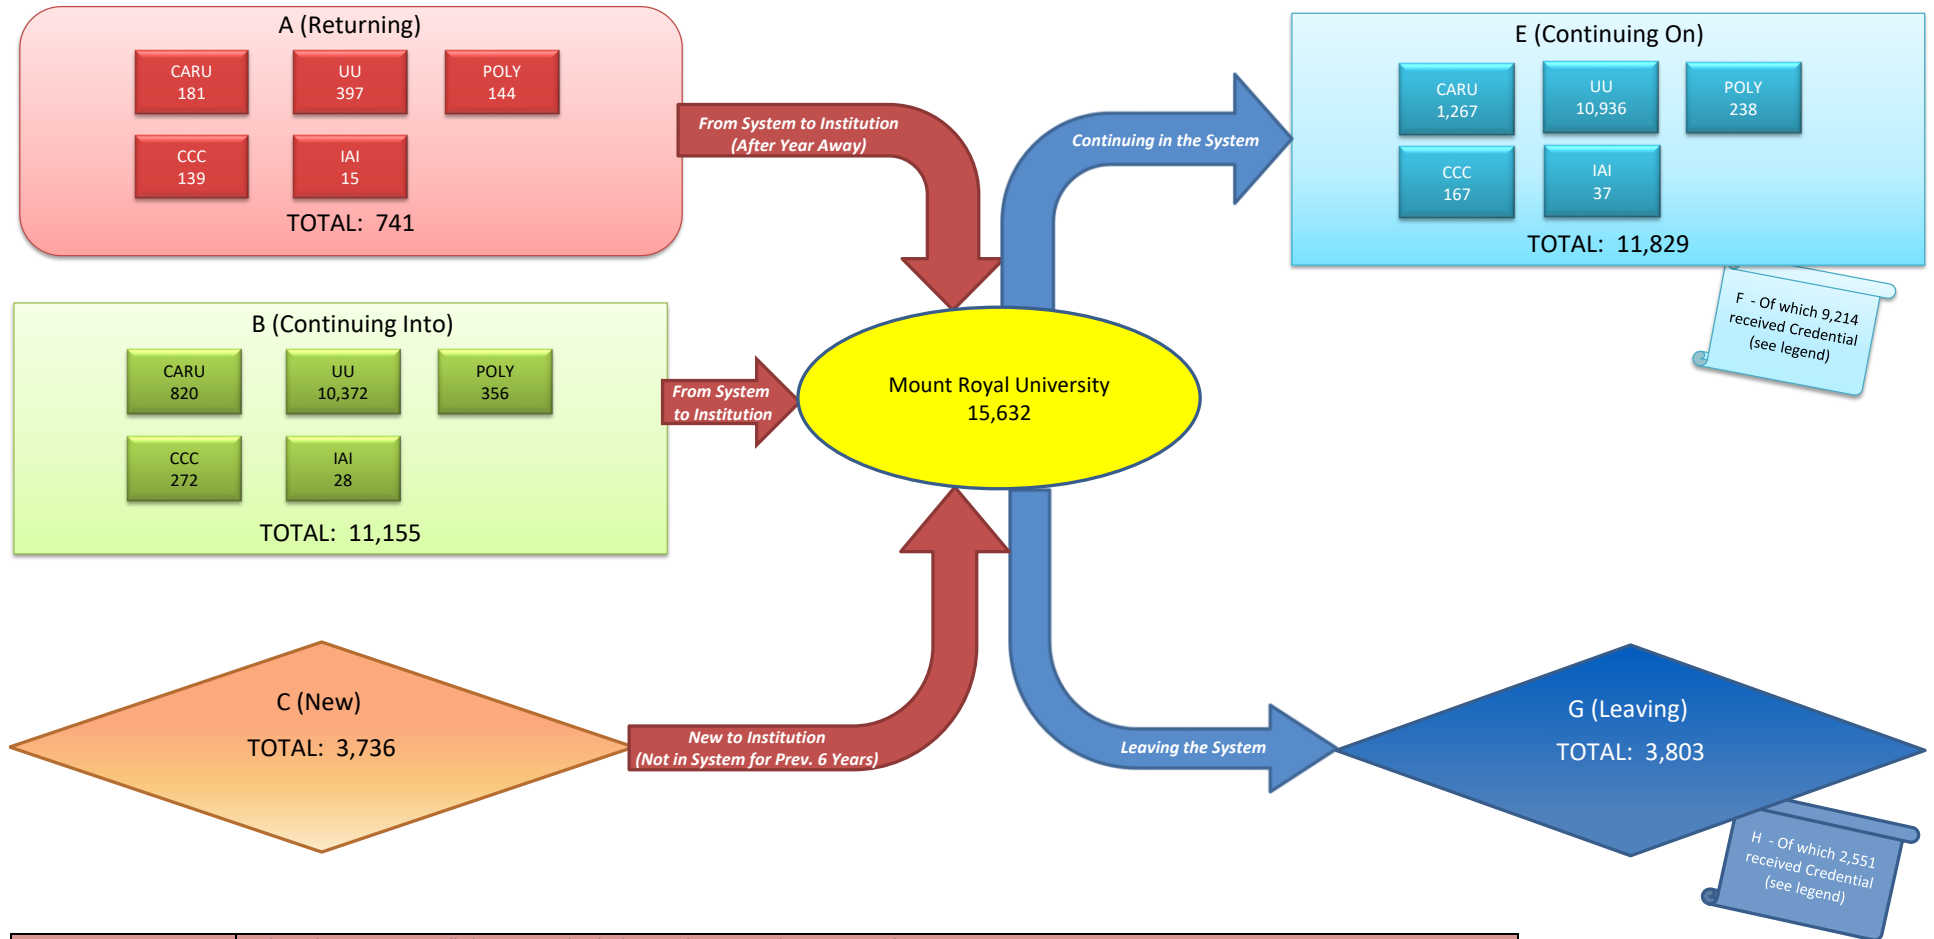 A (Returning)
CARU
181
UU
397
POLY
144
CCC
139
IAI
15
TOTAL: 741
From System to Institution
(After Year Away)
B (Continuing Into)
CARU
820
UU
10,372
POLY
356
CCC
272
IAI
28
TOTAL: 11,155
From System
to Institution
C (New)
TOTAL: 3,736
New to Institution
(Not in System for Prev. 6 Years)
Mount Royal University
15,632
Continuing in the System
E (Continuing On)
CARU
1,267
UU
10,936
POLY
238
CCC
167
IAI
37
TOTAL: 11,829
F - Of which 9,214
received Credential
(see legend)
Leaving the System
G (Leaving)
TOTAL: 3,803
H - Of which 2,551
received Credential
(see legend)